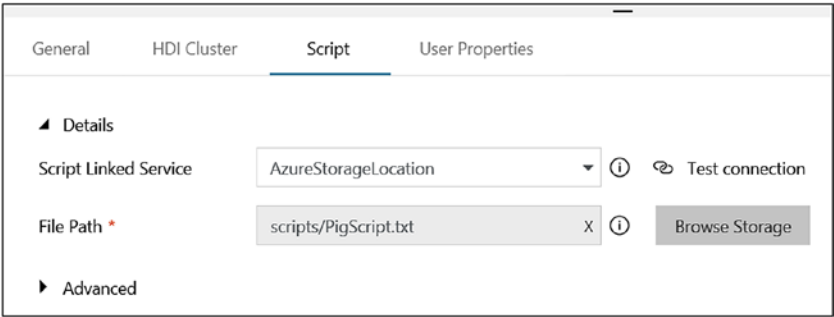 General HDI Cluster Script User Properties
Details
Script Linked Service AzureStorageLocation Test connection
File Path * scripts/PigScript.txt X Browse Storage
Advanced